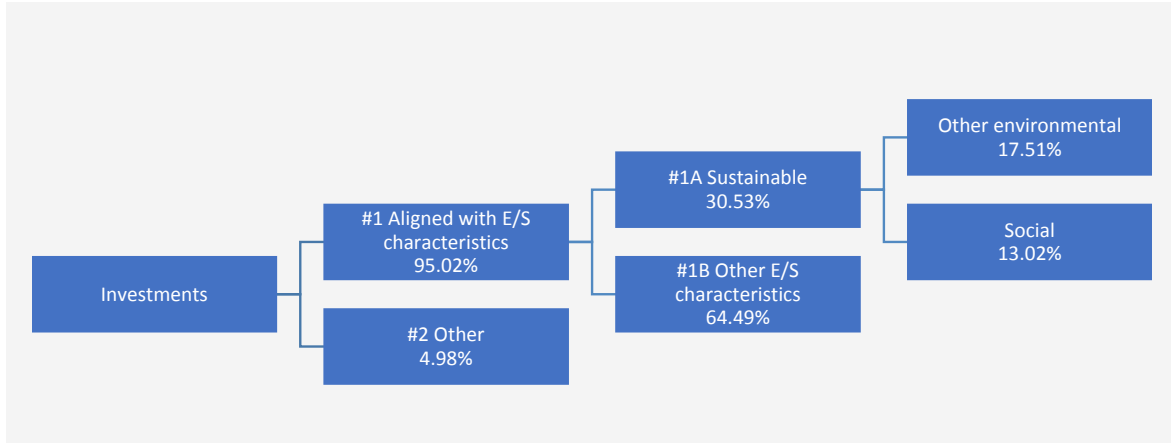 Investments
#1 Aligned with E/S
characteristics
95.02%
#2 Other
4.98%
#1A Sustainable
30.53%
#1B Other E/S
characteristics
64.49%
Other environmental
17.51%
Social
13.02%